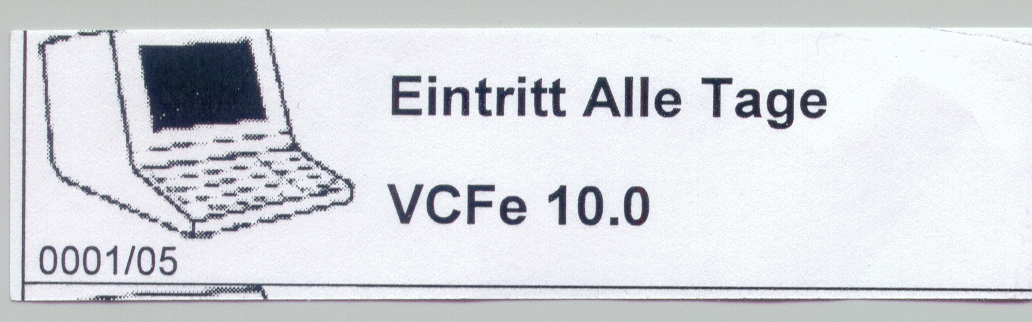 Eintritt Alle Tage
VCFe 10.0
0001/05